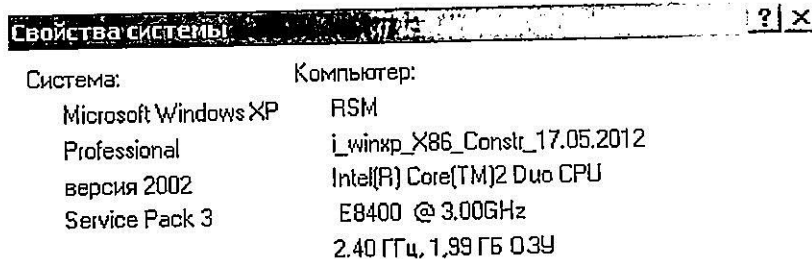 Свойства системы
Система:
Microsoft Windows XP
Professional
версия 2002
Service Pack 3
Компьютер:
RSM
i_winxp_X86_Constr_17.05.2012
Intel(R) Core(TM)2 Duo CPU
E8400 @ 3.00GHz
2.40 ГГц, 1,99 ГБ ОЗУ